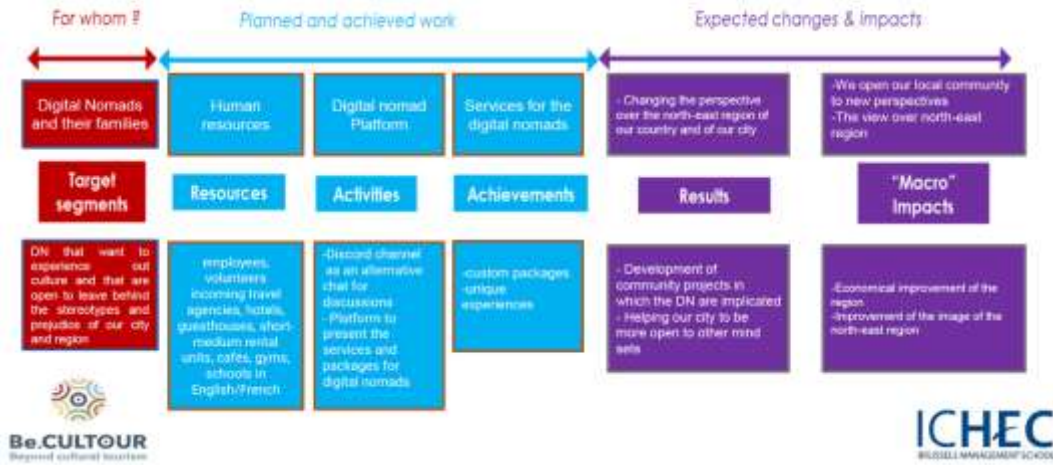 For whom ?
Planned and achieved work
Expected changes & impacts
Digital Nomads
and their families
Human
resources
Digital nomad
Platform
Services for the
digital nomads
- Changing the perspective
over the north-east region of
our country and of our city
-We open our local community
to new perspectives
-The view over north-east
region
Target
segments
Resources
Activities
Achievements
Results
"Macro"
Impacts
DN that want to
experience out
culture and that are
open to leave behind
the stereotypes and
prejudice of our city
and region
employees,
volunteers
incoming travel
agencies, hotels,
guesthouses, short-
medium rental
units, cafes, gyms,
schools in
English/French
-Discord channel
as an alternative
chat for
discussions
-Platform to
present the
services and
packages for
digital nomads
-custom packages
-unique
experiences
- Development of
community projects in
which the DN are implicated
- Helping our city to be
more open to other mind
sets
-Economical improvement of the
region
-Improvement of the image of the
north-east region
Be.CULTOUR
Beyond cultural tourism
ICHEC
BRUSSELS MANAGEMENT SCHOOL